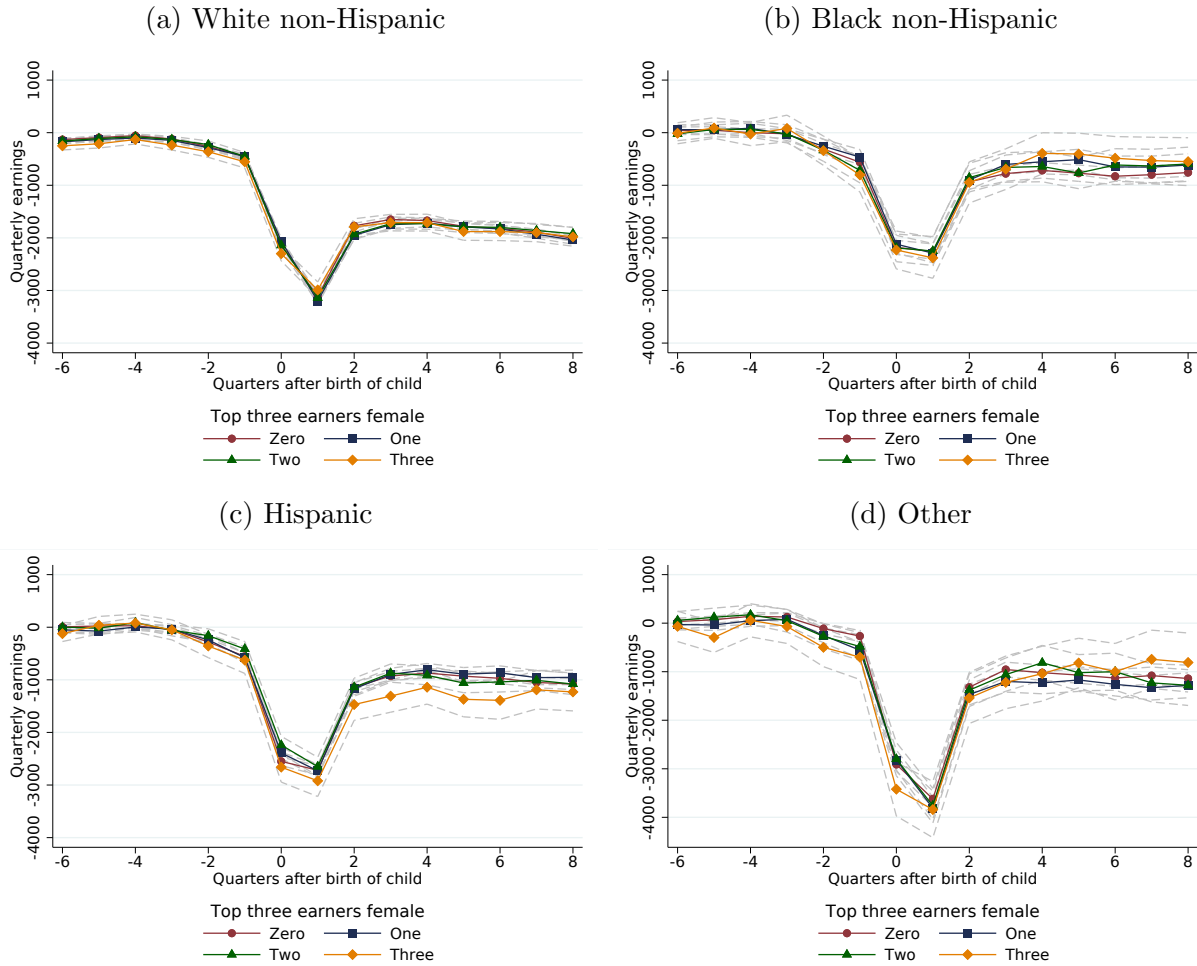 (a) White non-Hispanic
Quarterly earnings
1000
0
-1000
-2000
-3000
-4000
-6 -4 -2 0 2 4 6 8
Quarters after birth of child
Top three earners female
Zero One
Two Three
(b) Black non-Hispanic
Quarterly earnings
1000
0
-1000
-2000
-3000
-4000
-6 -4 -2 0 2 4 6 8
Quarters after birth of child
Top three earners female
Zero One
Two Three
(c) Hispanic
Quarterly earnings
1000
0
-1000
-2000
-3000
-4000
-6 -4 -2 0 2 4 6 8
Quarters after birth of child
Top three earners female
Zero One
Two Three
(d) Other
Quarterly earnings
1000
0
-1000
-2000
-3000
-4000
-6 -4 -2 0 2 4 6 8
Quarters after birth of child
Top three earners female
Zero One
Two Three